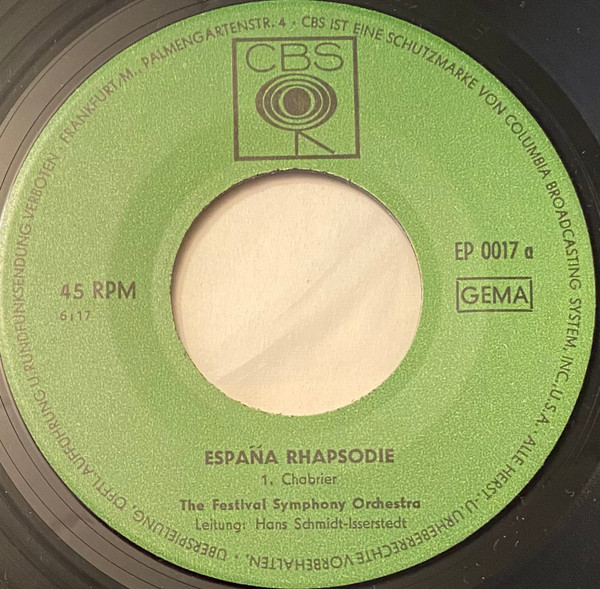 CBS
EP 0017 a
45 RPM
GEMA
6:17
ESPAÑA RHAPSODIE
1. Chabrier
The Festival Symphony Orchestra
Leitung: Hans Schmidt-Isserstedt
FRANKFURT/M., PALMENGARTENSTR. 4 · CBS IST EINE SCHUTZMARKE VON COLUMBIA BROADCASTING SYSTEM, INC., U.S.A. ALLE HERST.-U. URHEBERRECHTE VORBEHALTEN. · ÜBERSPIELUNG, ÖFFTL. AUFFÜHRUNG U. RUNDFUNKSENDUNG VERBOTEN ·